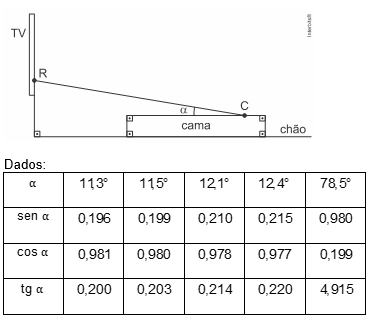 TV
Interbits®
R
α
C
cama
chão
Dados:
α 11,3° 11,5° 12,1° 12,4° 78,5°
sen α 0,196 0,199 0,210 0,215 0,980
cos α 0,981 0,980 0,978 0,977 0,199
tg α 0,200 0,203 0,214 0,220 4,915